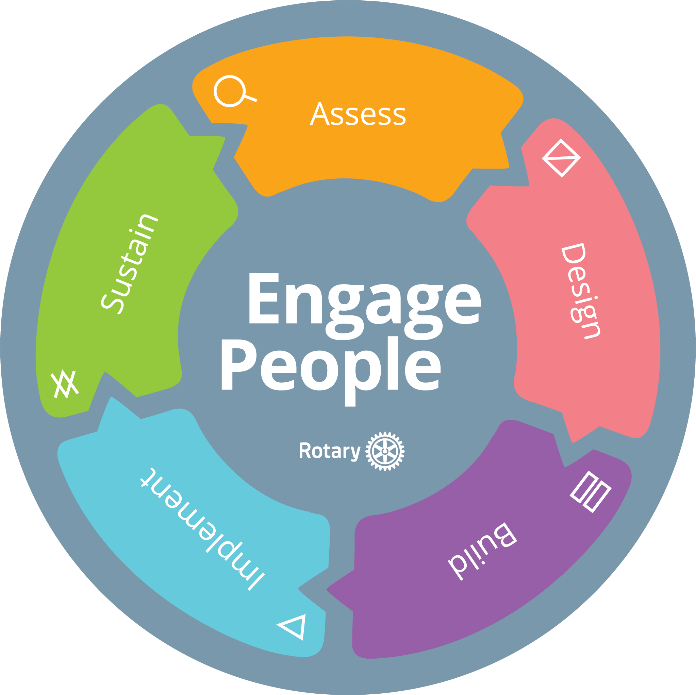 Assess
Design
Build
Implement
Sustain
Engage
People
Rotary